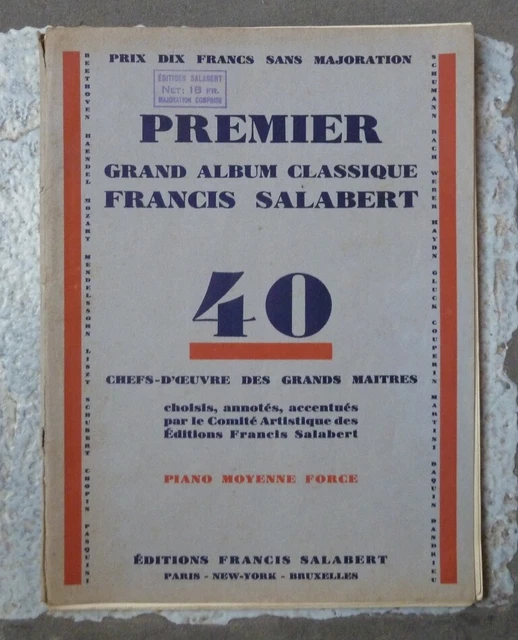 PRIX DIX FRANCS SANS MAJORATION
ÉDITIONS SALABERT
NET: 18 FR.
MAJORATION COMPRISE
PREMIER
GRAND ALBUM CLASSIQUE
FRANCIS SALABERT
40
CHEFS-D'ŒUVRE DES GRANDS MAITRES
choisis, annotés, accentués
par le Comité Artistique des
Éditions Francis Salabert
PIANO MOYENNE FORCE
ÉDITIONS FRANCIS SALABERT
PARIS - NEW-YORK - BRUXELLES
BEETHOVEN HAENDEL MOZART MENDELSSOHN LISZT SCHUBERT CHOPIN PASQUINI
SCHUMANN BACH WEBER HAYDN GLUCK COUPERIN MARTINI DAQUIN DANDRIEU